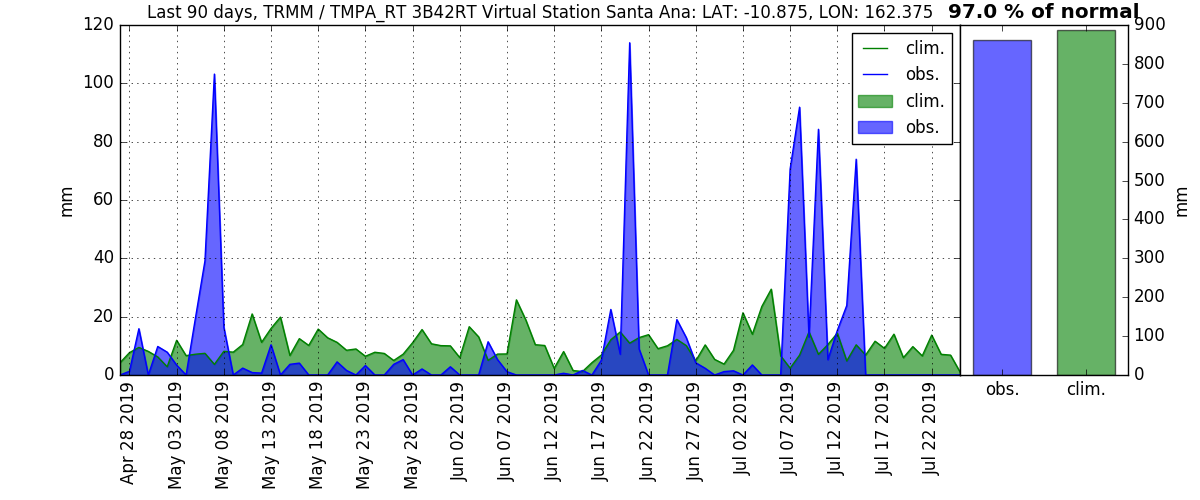 Last 90 days, TRMM / TMPA_RT 3B42RT Virtual Station Santa Ana: LAT: -10.875, LON: 162.375
97.0 % of normal
120
100
80
60
40
20
0
mm
clim.
obs.
clim.
obs.
900
800
700
600
500
400
300
200
100
0
mm
Apr 28 2019
May 03 2019
May 08 2019
May 13 2019
May 18 2019
May 23 2019
May 28 2019
Jun 02 2019
Jun 07 2019
Jun 12 2019
Jun 17 2019
Jun 22 2019
Jun 27 2019
Jul 02 2019
Jul 07 2019
Jul 12 2019
Jul 17 2019
Jul 22 2019
obs.
clim.